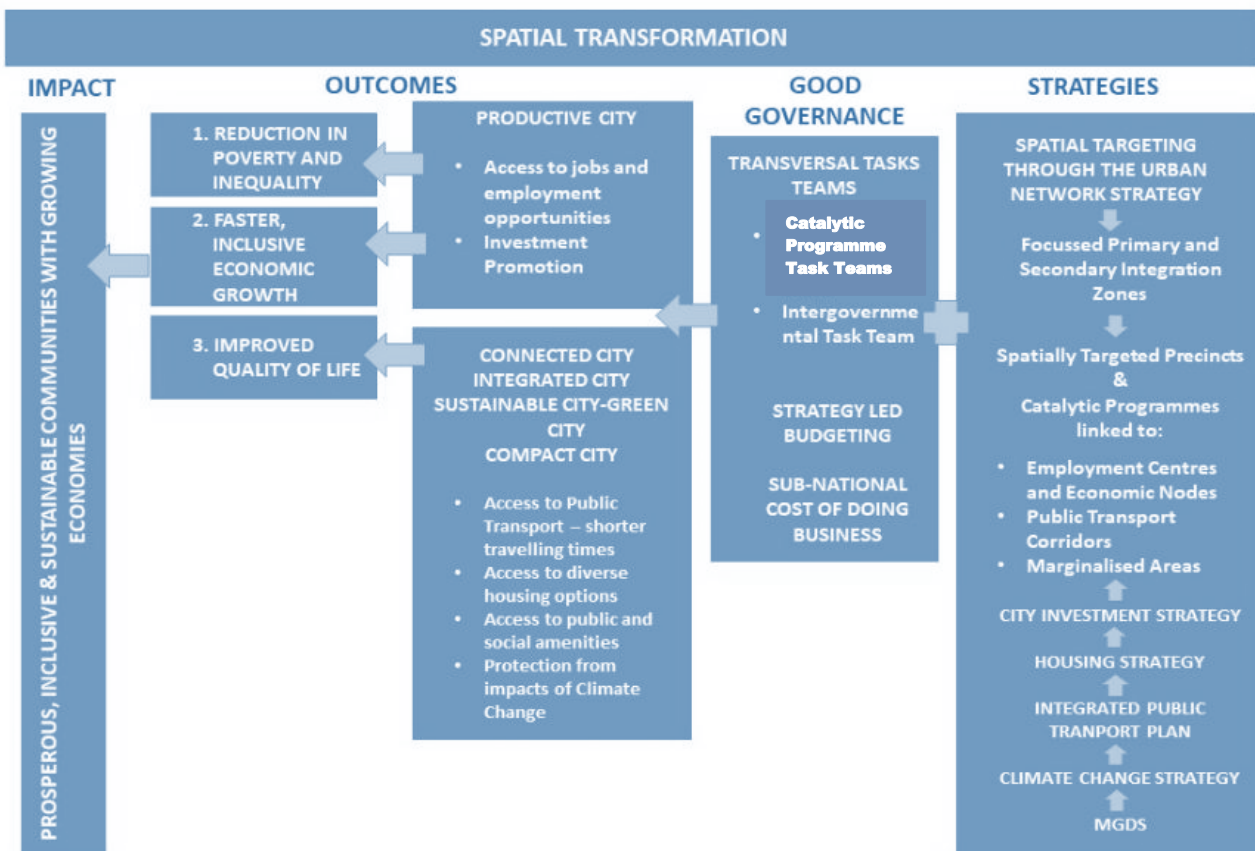 SPATIAL TRANSFORMATION
IMPACT
PROSPEROUS, INCLUSIVE & SUSTAINABLE COMMUNITIES WITH GROWING
ECONOMIES
OUTCOMES
1. REDUCTION IN
POVERTY AND
INEQUALITY
2. FASTER,
INCLUSIVE
ECONOMIC
GROWTH
3. IMPROVED
QUALITY OF LIFE
PRODUCTIVE CITY
• Access to jobs and
employment
opportunities
• Investment
Promotion
CONNECTED CITY
INTEGRATED CITY
SUSTAINABLE CITY-GREEN
CITY
COMPACT CITY
• Access to Public
Transport – shorter
travelling times
• Access to diverse
housing options
• Access to public and
social amenities
• Protection from
impacts of Climate
Change
GOOD
GOVERNANCE
TRANSVERSAL TASKS
TEAMS
• Catalytic
Programme
Task Teams
• Intergovernme
ntal Task Team
STRATEGY LED
BUDGETING
SUB-NATIONAL
COST OF DOING
BUSINESS
STRATEGIES
SPATIAL TARGETING
THROUGH THE URBAN
NETWORK STRATEGY
Focussed Primary and
Secondary Integration
Zones
Spatially Targeted Precincts
&
Catalytic Programmes
linked to:
• Employment Centres
and Economic Nodes
• Public Transport
Corridors
• Marginalised Areas
CITY INVESTMENT STRATEGY
HOUSING STRATEGY
INTEGRATED PUBLIC
TRANPORT PLAN
CLIMATE CHANGE STRATEGY
MGDS